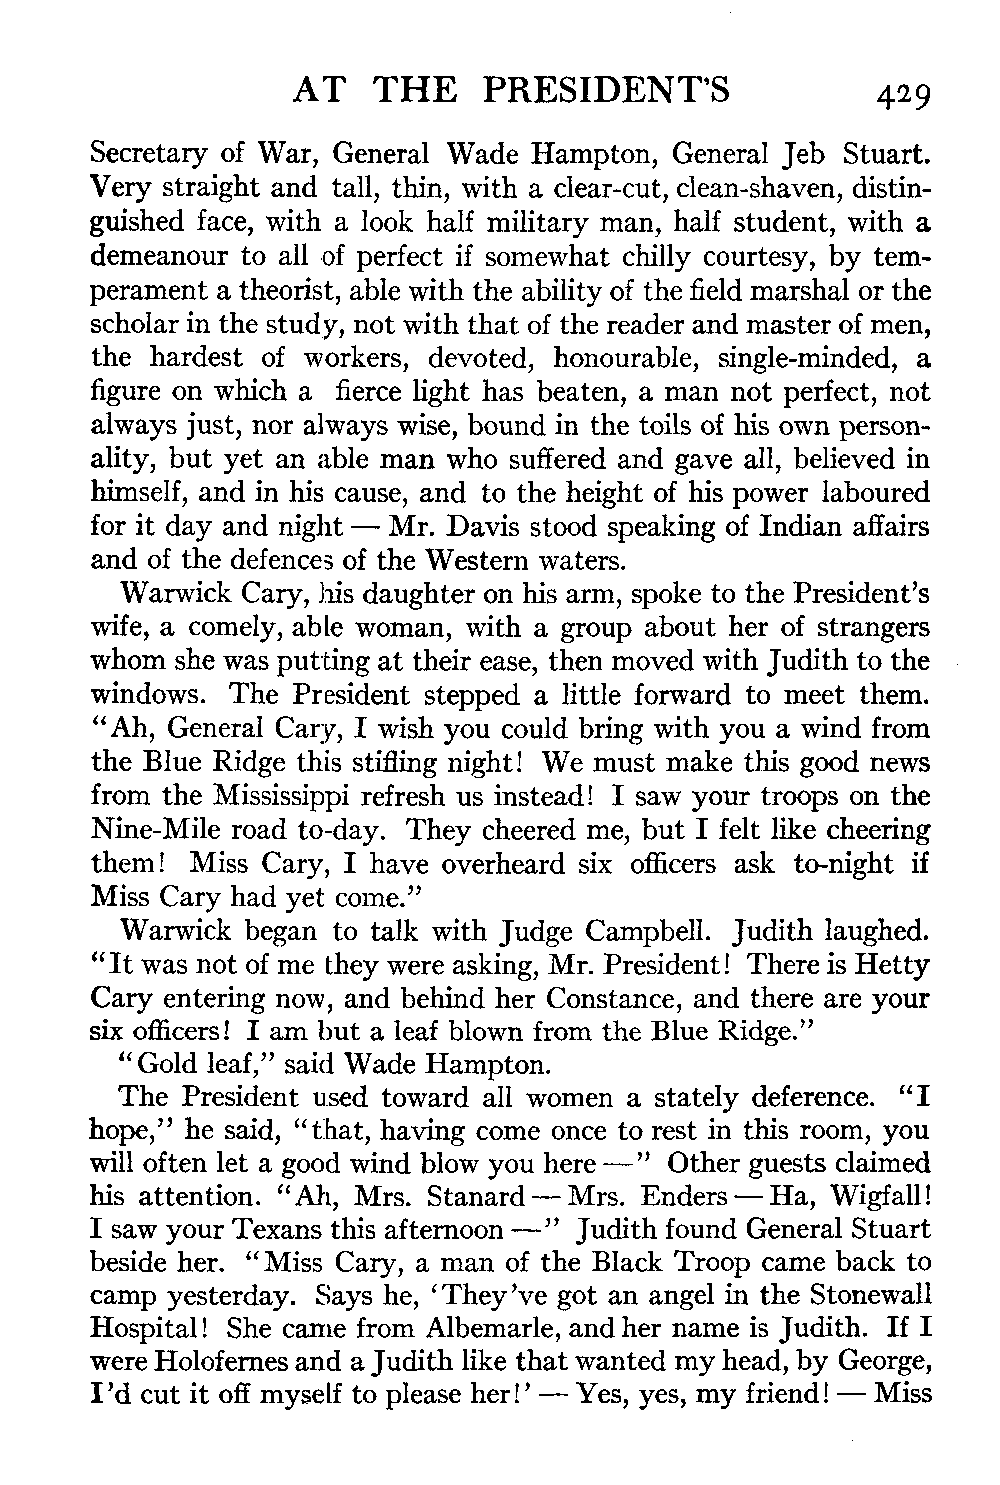 AT THE PRESIDENT'S 429
Secretary of War, General Wade Hampton, General Jeb Stuart.
Very straight and tall, thin, with a clear-cut, clean-shaven, distin-
guished face, with a look half military man, half student, with a
demeanour to all of perfect if somewhat chilly courtesy, by tem-
perament a theorist, able with the ability of the field marshal or the
scholar in the study, not with that of the reader and master of men,
the hardest of workers, devoted, honourable, single-minded, a
figure on which a fierce light has beaten, a man not perfect, not
always just, nor always wise, bound in the toils of his own person-
ality, but yet an able man who suffered and gave all, believed in
himself, and in his cause, and to the height of his power laboured
for it day and night — Mr. Davis stood speaking of Indian affairs
and of the defences of the Western waters.
Warwick Cary, his daughter on his arm, spoke to the President's
wife, a comely, able woman, with a group about her of strangers
whom she was putting at their ease, then moved with Judith to the
windows. The President stepped a little forward to meet them.
"Ah, General Cary, I wish you could bring with you a wind from
the Blue Ridge this stifling night! We must make this good news
from the Mississippi refresh us instead! I saw your troops on the
Nine-Mile road to-day. They cheered me, but I felt like cheering
them! Miss Cary, I have overheard six officers ask to-night if
Miss Cary had yet come."
Warwick began to talk with Judge Campbell. Judith laughed.
"It was not of me they were asking, Mr. President! There is Hetty
Cary entering now, and behind her Constance, and there are your
six officers! I am but a leaf blown from the Blue Ridge."
"Gold leaf," said Wade Hampton.
The President used toward all women a stately deference. "I
hope," he said, "that, having come once to rest in this room, you
will often let a good wind blow you here —" Other guests claimed
his attention. "Ah, Mrs. Stanard — Mrs. Enders — Ha, Wigfall!
I saw your Texans this afternoon —" Judith found General Stuart
beside her. "Miss Cary, a man of the Black Troop came back to
camp yesterday. Says he, 'They've got an angel in the Stonewall
Hospital! She came from Albemarle, and her name is Judith. If I
were Holofernes and a Judith like that wanted my head, by George,
I'd cut it off myself to please her!' — Yes, yes, my friend! — Miss